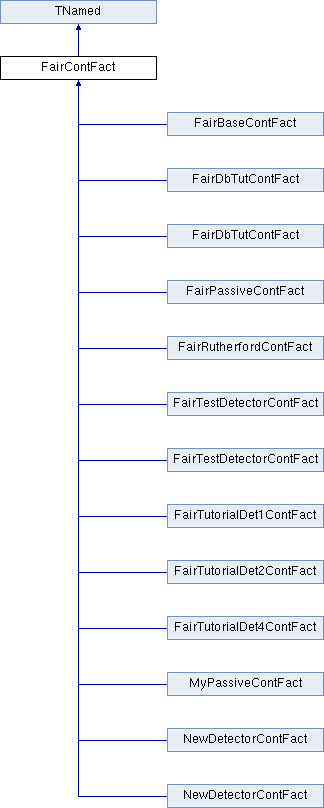 TNamed
FairContFact
FairBaseContFact
FairDbTutContFact
FairDbTutContFact
FairPassiveContFact
FairRutherfordContFact
FairTestDetectorContFact
FairTestDetectorContFact
FairTutorialDet1ContFact
FairTutorialDet2ContFact
FairTutorialDet4ContFact
MyPassiveContFact
NewDetectorContFact
NewDetectorContFact